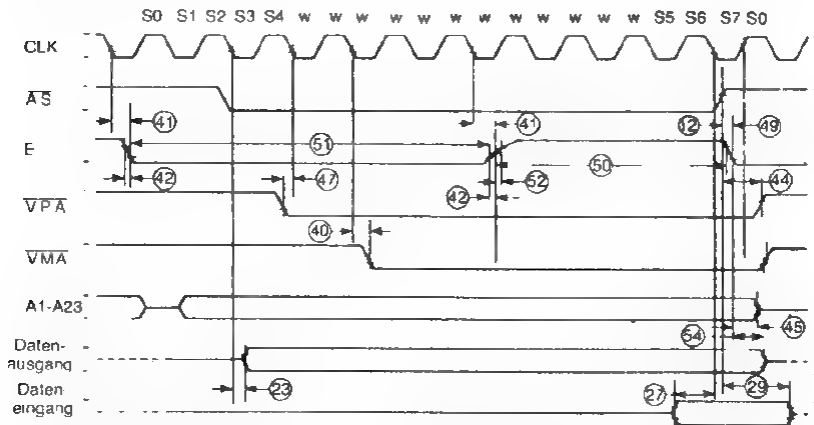 S0 S1 S2 S3 S4 w w w w w w w w w w w w S5 S6 S7 S0
CLK
AS
41 41 12 49
E
51
50
42 47 42 52 44
VPA
40
VMA
A1-A23
54 45
Daten-
ausgang
23 27 29
Daten
eingang